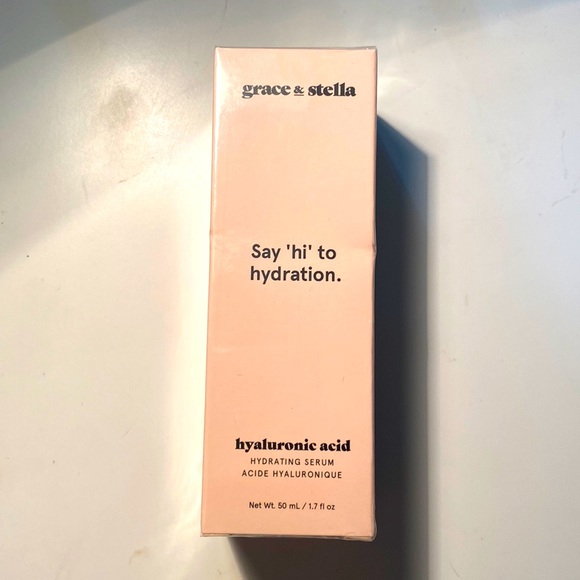 grace & stella
Say 'hi' to
hydration.
hyaluronic acid
HYDRATING SERUM
ACIDE HYALURONIQUE
Net Wt. 50 mL / 1.7 fl oz